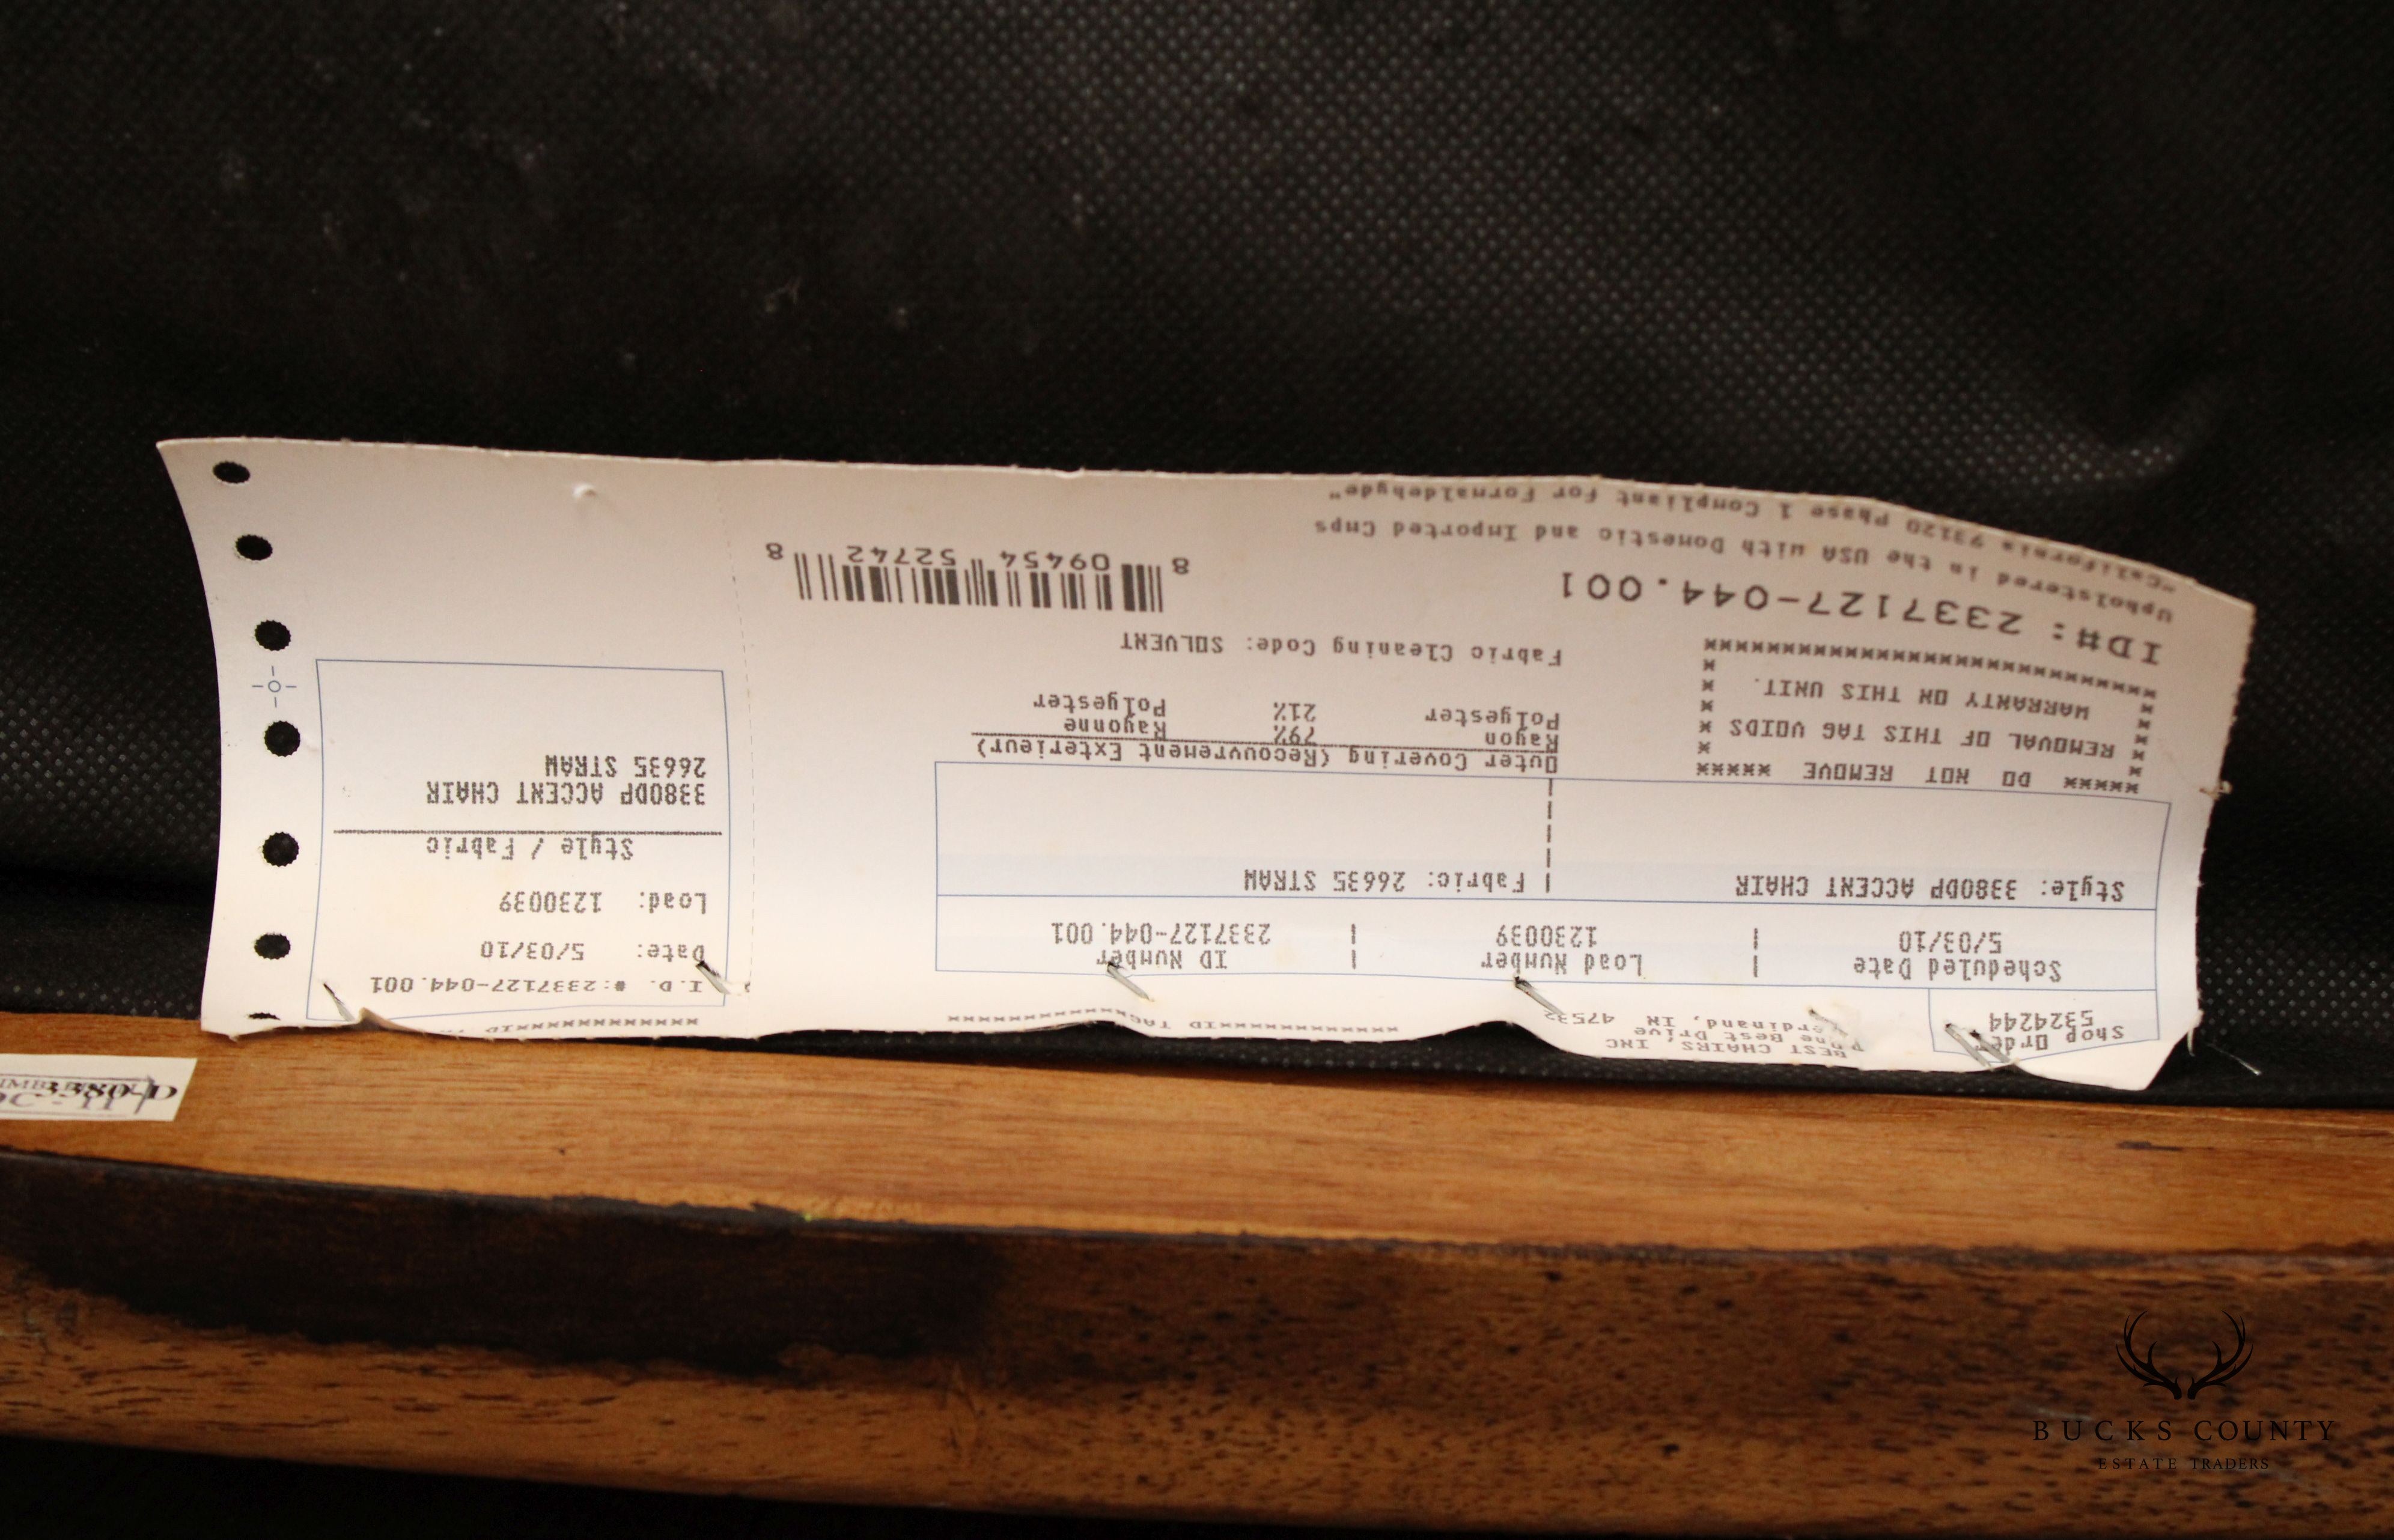 Shop Order
5324244
BEST CHAIRS, INC
One Best Drive
Ferdinand, IN, 47532
************ID TAG************
Scheduled Date | Load Number | ID Number
5/03/10 | 1230039 | 2337127-044.001
Style: 3380DP ACCENT CHAIR | Fabric: 26635 STRAW
***** DO NOT REMOVE *****
* REMOVAL OF THIS TAG VOIDS *
* WARRANTY ON THIS UNIT. *
*************************
ID#: 2337127-044.001
Upholstered in the USA with Domestic and Imported Cmps
"California 93120 Phase 1 Compliant for Formaldehyde"
Outer Covering (Recouvrement Exterieur)
Rayon 79% Rayonne
Polyester 21% Polyester
Fabric Cleaning Code: SOLVENT
8 09454 52742 8
************ID
I.D. #:2337127-044.001
Date: 5/03/10
Load: 1230039
Style / Fabric
3380DP ACCENT CHAIR
26635 STRAW
3380-D
BUCKS COUNTY
ESTATE TRADERS